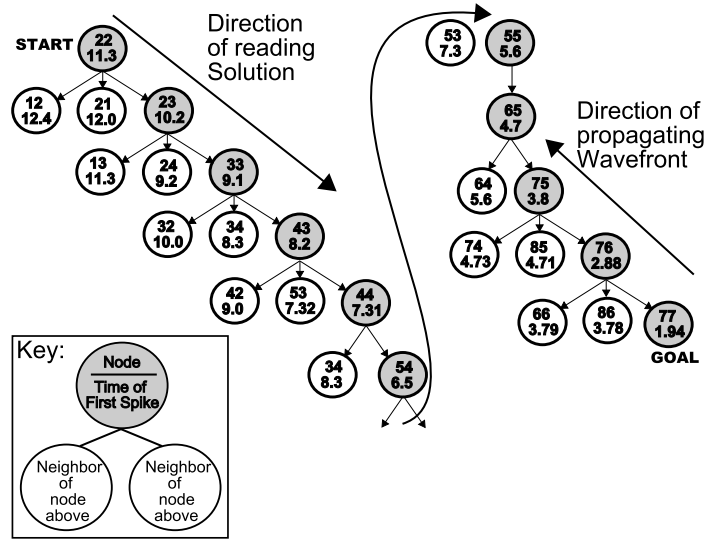 START
22
11.3
Direction
of reading
Solution
12
12.4
21
12.0
23
10.2
13
11.3
24
9.2
33
9.1
32
10.0
34
8.3
43
8.2
42
9.0
53
7.32
44
7.31
34
8.3
54
6.5
53
7.3
55
5.6
65
4.7
Direction of
propagating
Wavefront
64
5.6
75
3.8
74
4.73
85
4.71
76
2.88
66
3.79
86
3.78
77
1.94
GOAL
Key:
Node
Time of
First Spike
Neighbor
of
node
above
Neighbor
of
node
above